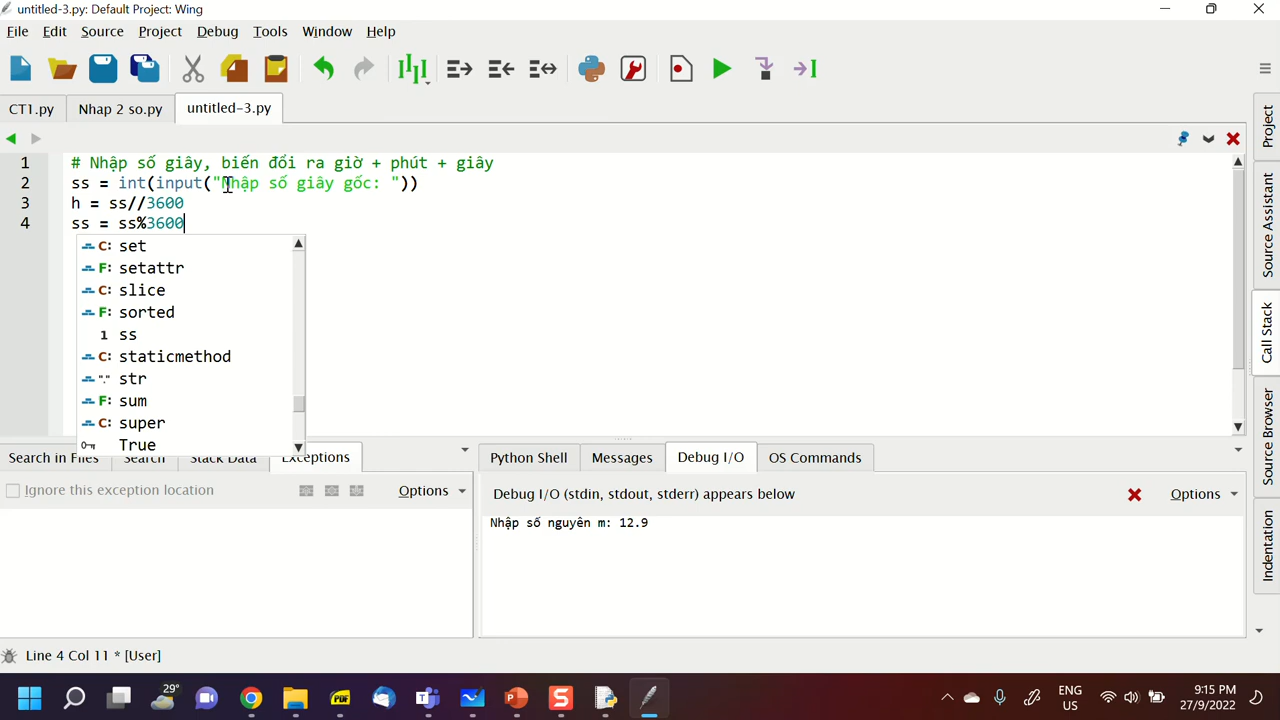 untitled-3.py: Default Project: Wing
File Edit Source Project Debug Tools Window Help
CT1.py Nhap 2 so.py untitled-3.py
1 # Nhập số giây, biến đổi ra giờ + phút + giây
2 ss = int(input("Nhập số giây gốc: "))
3 h = ss//3600
4 ss = ss%3600
C: set
F: setattr
C: slice
F: sorted
1 ss
C: staticmethod
"." str
F: sum
C: super
True
Project
Source Assistant
Call Stack
Source Browser
Indentation
Search in Files Search Stack Data Exceptions
Ignore this exception location Options
Python Shell Messages Debug I/O OS Commands
Debug I/O (stdin, stdout, stderr) appears below Options
Nhập số nguyên m: 12.9
Line 4 Col 11 * [User]
29°
PDF
S
ENG
US
9:15 PM
27/9/2022